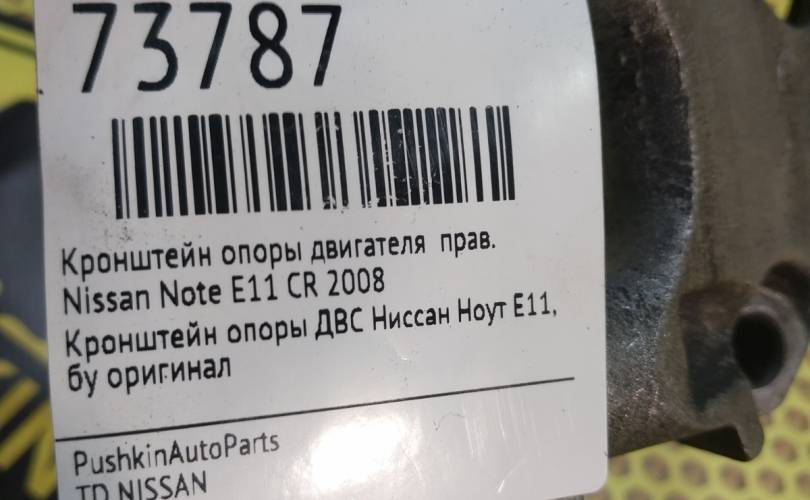 73787
Кронштейн опоры двигателя прав.
Nissan Note E11 CR 2008
Кронштейн опоры ДВС Ниссан Ноут Е11,
бу оригинал
PushkinAutoParts
TD NISSAN